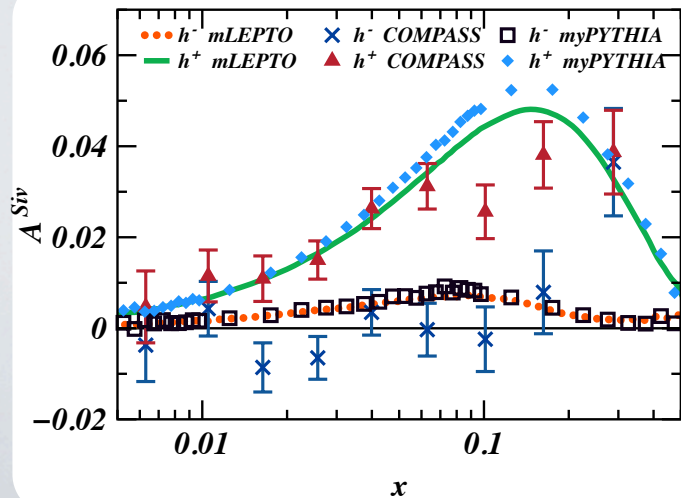 0.06
h⁻ mLEPTO h⁻ COMPASS h⁻ myPYTHIA
h⁺ mLEPTO h⁺ COMPASS h⁺ myPYTHIA
0.04
A^Siv
0.02
0
−0.02
0.01 0.1
x